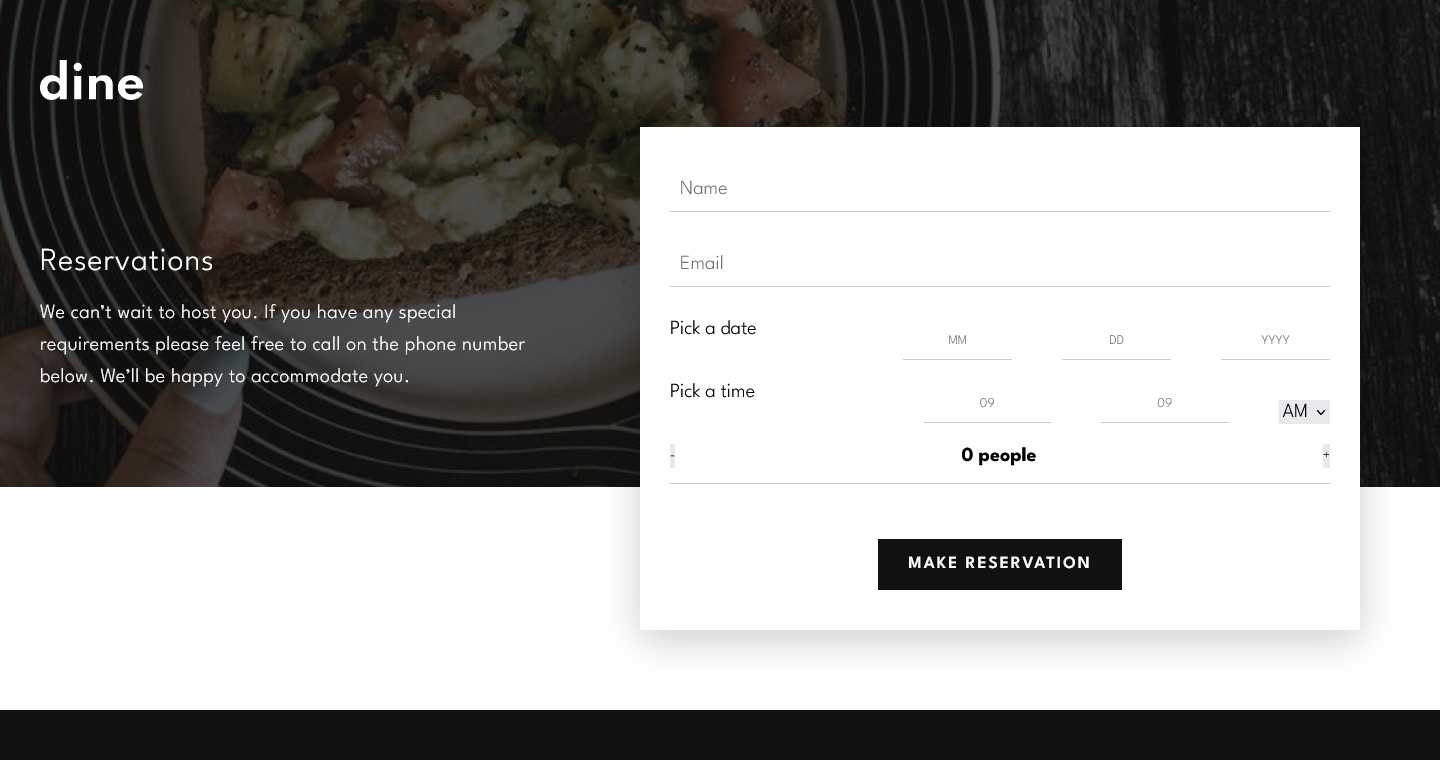 dine
Reservations
We can’t wait to host you. If you have any special
requirements please feel free to call on the phone number
below. We’ll be happy to accommodate you.
Name
Email
Pick a date
MM DD YYYY
Pick a time
09 09 AM
- 0 people +
MAKE RESERVATION